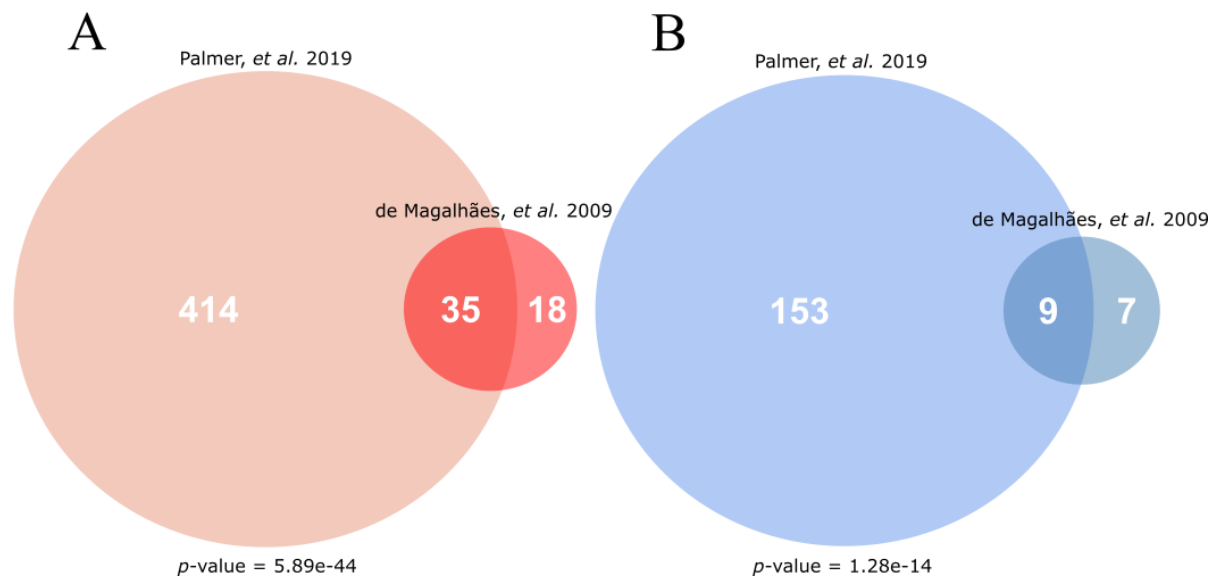 A
Palmer, et al. 2019
de Magalhães, et al. 2009
414
35
18
p-value = 5.89e-44
B
Palmer, et al. 2019
de Magalhães, et al. 2009
153
9
7
p-value = 1.28e-14